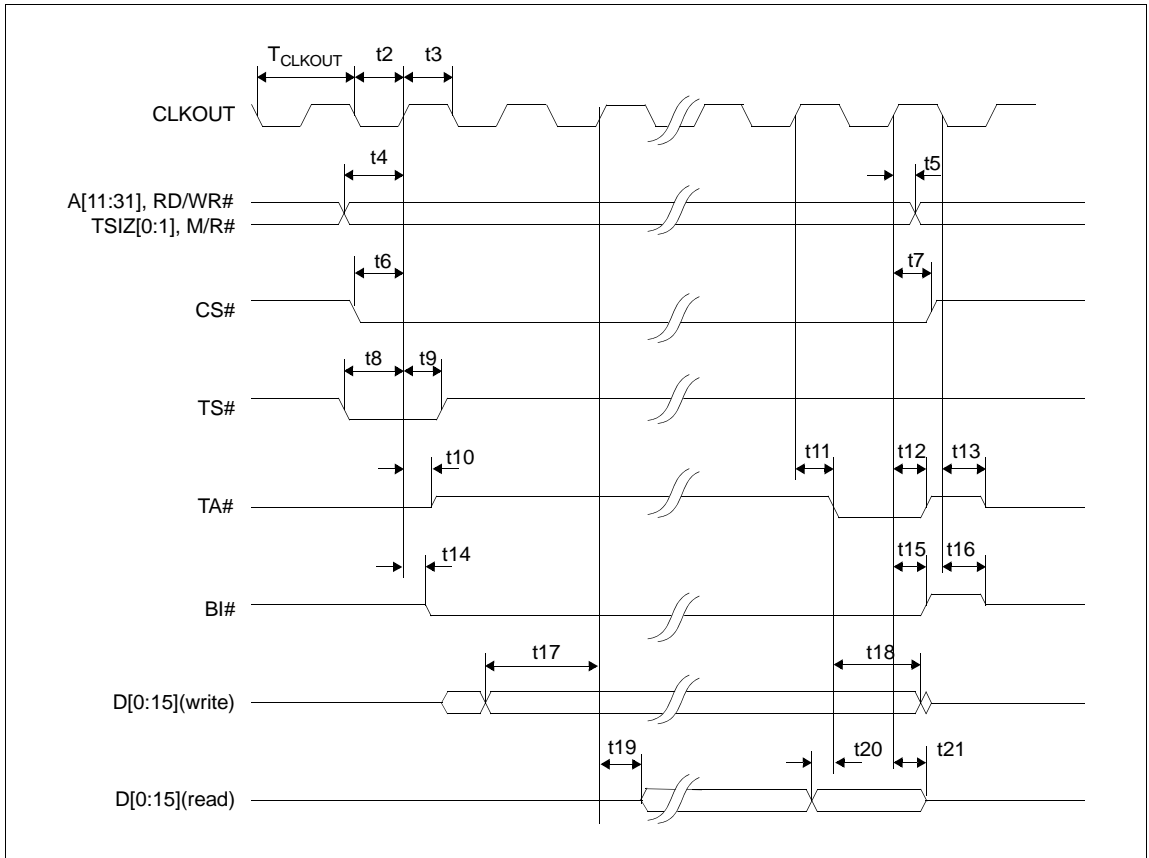 TCLKOUT t2 t3
CLKOUT
t4 t5
A[11:31], RD/WR#
TSIZ[0:1], M/R#
t6 t7
CS#
t8 t9
TS#
t10 t11 t12 t13
TA#
t14 t15 t16
BI#
t17 t18
D[0:15](write)
t19 t20 t21
D[0:15](read)